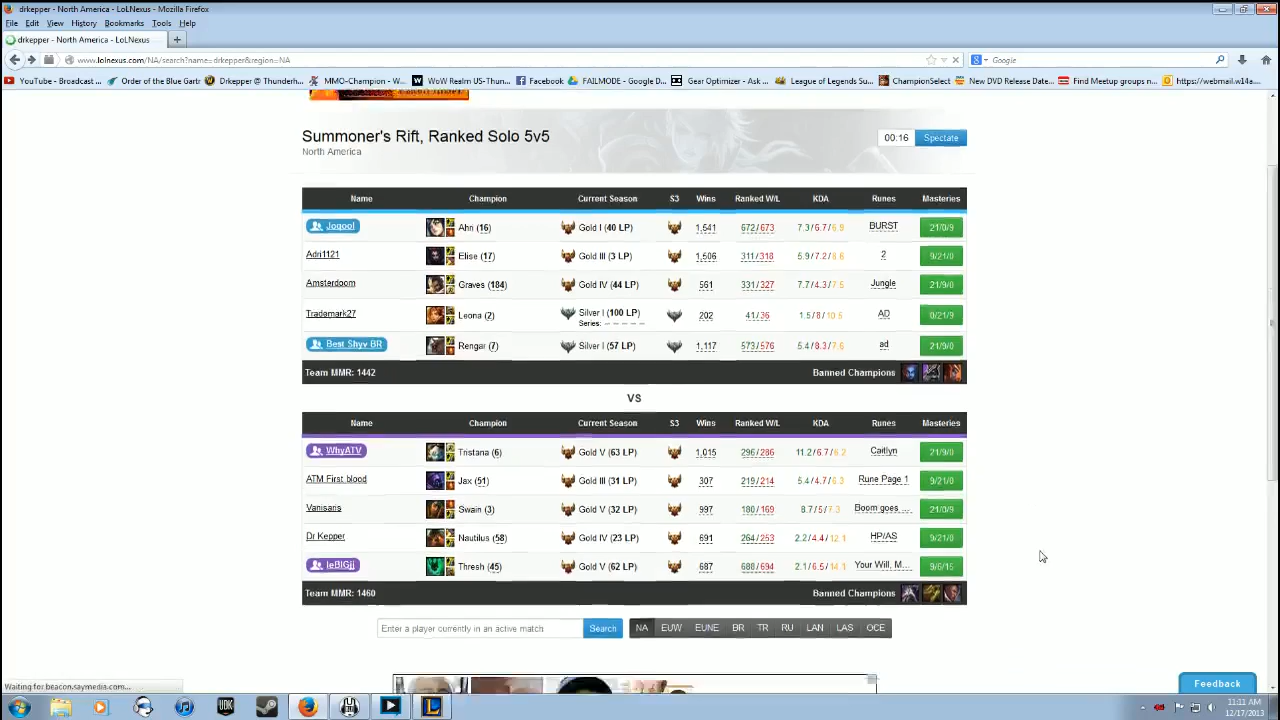 drkepper - North America - LoLNexus - Mozilla Firefox
File Edit View History Bookmarks Tools Help
drkepper - North America - LoLNexus
www.lolnexus.com/NA/search?name=drkepper&region=NA
Google
YouTube - Broadcast ... Order of the Blue Gartr Drkepper @ Theorderh... MMO-Champion - W... World Realm US-Thun... Facebook FAILMODE - Google D... Gear Optimizer - Ask ... League of Legends Su... ChampionSelect New DVD Release Date... Find Meetup groups n... https://webmail.w14a...
Summoner's Rift, Ranked Solo 5v5
00:16 Spectate
North America
Name Champion Current Season S3 Wins Ranked W/L KDA Runes Masteries
Joqool Ahri (16) Gold I (40 LP) 1,541 672/673 7.3/6.7/6.9 BURST 21/0/9
Adri1121 Elise (17) Gold III (3 LP) 1,506 311/318 5.9/7.2/8.6 2 9/21/0
Amsterdoom Graves (184) Gold IV (44 LP) 561 331/327 7.7/4.3/7.5 Jungle 21/9/0
Trademark27 Leona (2) Silver I (100 LP) 202 41/36 1.5/8/10.5 AD 0/21/9
Series: – – – – –
Best Shyv BR Rengar (7) Silver I (57 LP) 1,117 573/576 5.4/8.3/7.6 ad 21/9/0
Team MMR: 1442 Banned Champions
VS
Name Champion Current Season S3 Wins Ranked W/L KDA Runes Masteries
WhyATV Tristana (6) Gold V (63 LP) 1,015 296/286 11.2/6.7/6.2 Caitlyn 21/9/0
ATM First blood Jax (51) Gold III (31 LP) 307 219/214 5.4/4.7/6.3 Rune Page 1 9/21/0
Vanisaris Swain (3) Gold V (32 LP) 997 180/169 8.7/5/7.3 Boom goes ... 21/0/9
Dr Kepper Nautilus (58) Gold IV (23 LP) 691 264/253 2.2/4.4/12.1 HP/AS 9/21/0
leBIGjj Thresh (45) Gold V (62 LP) 687 688/694 2.1/6.5/14.1 Your Will, M... 9/6/15
Team MMR: 1460 Banned Champions
Enter a player currently in an active match Search NA EUW EUNE BR TR RU LAN LAS OCE
Feedback
Waiting for beacon.saymedia.com...
UDK
11:11 AM
12/17/2013